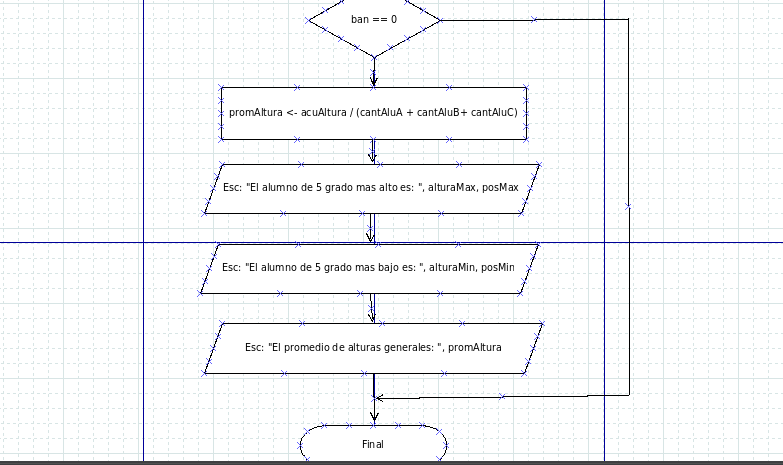 ban == 0
promAltura <- acuAltura / (cantAluA + cantAluB+ cantAluC)
Esc: "El alumno de 5 grado mas alto es: ", alturaMax, posMax
Esc: "El alumno de 5 grado mas bajo es: ", alturaMin, posMin
Esc: "El promedio de alturas generales: ", promAltura
Final